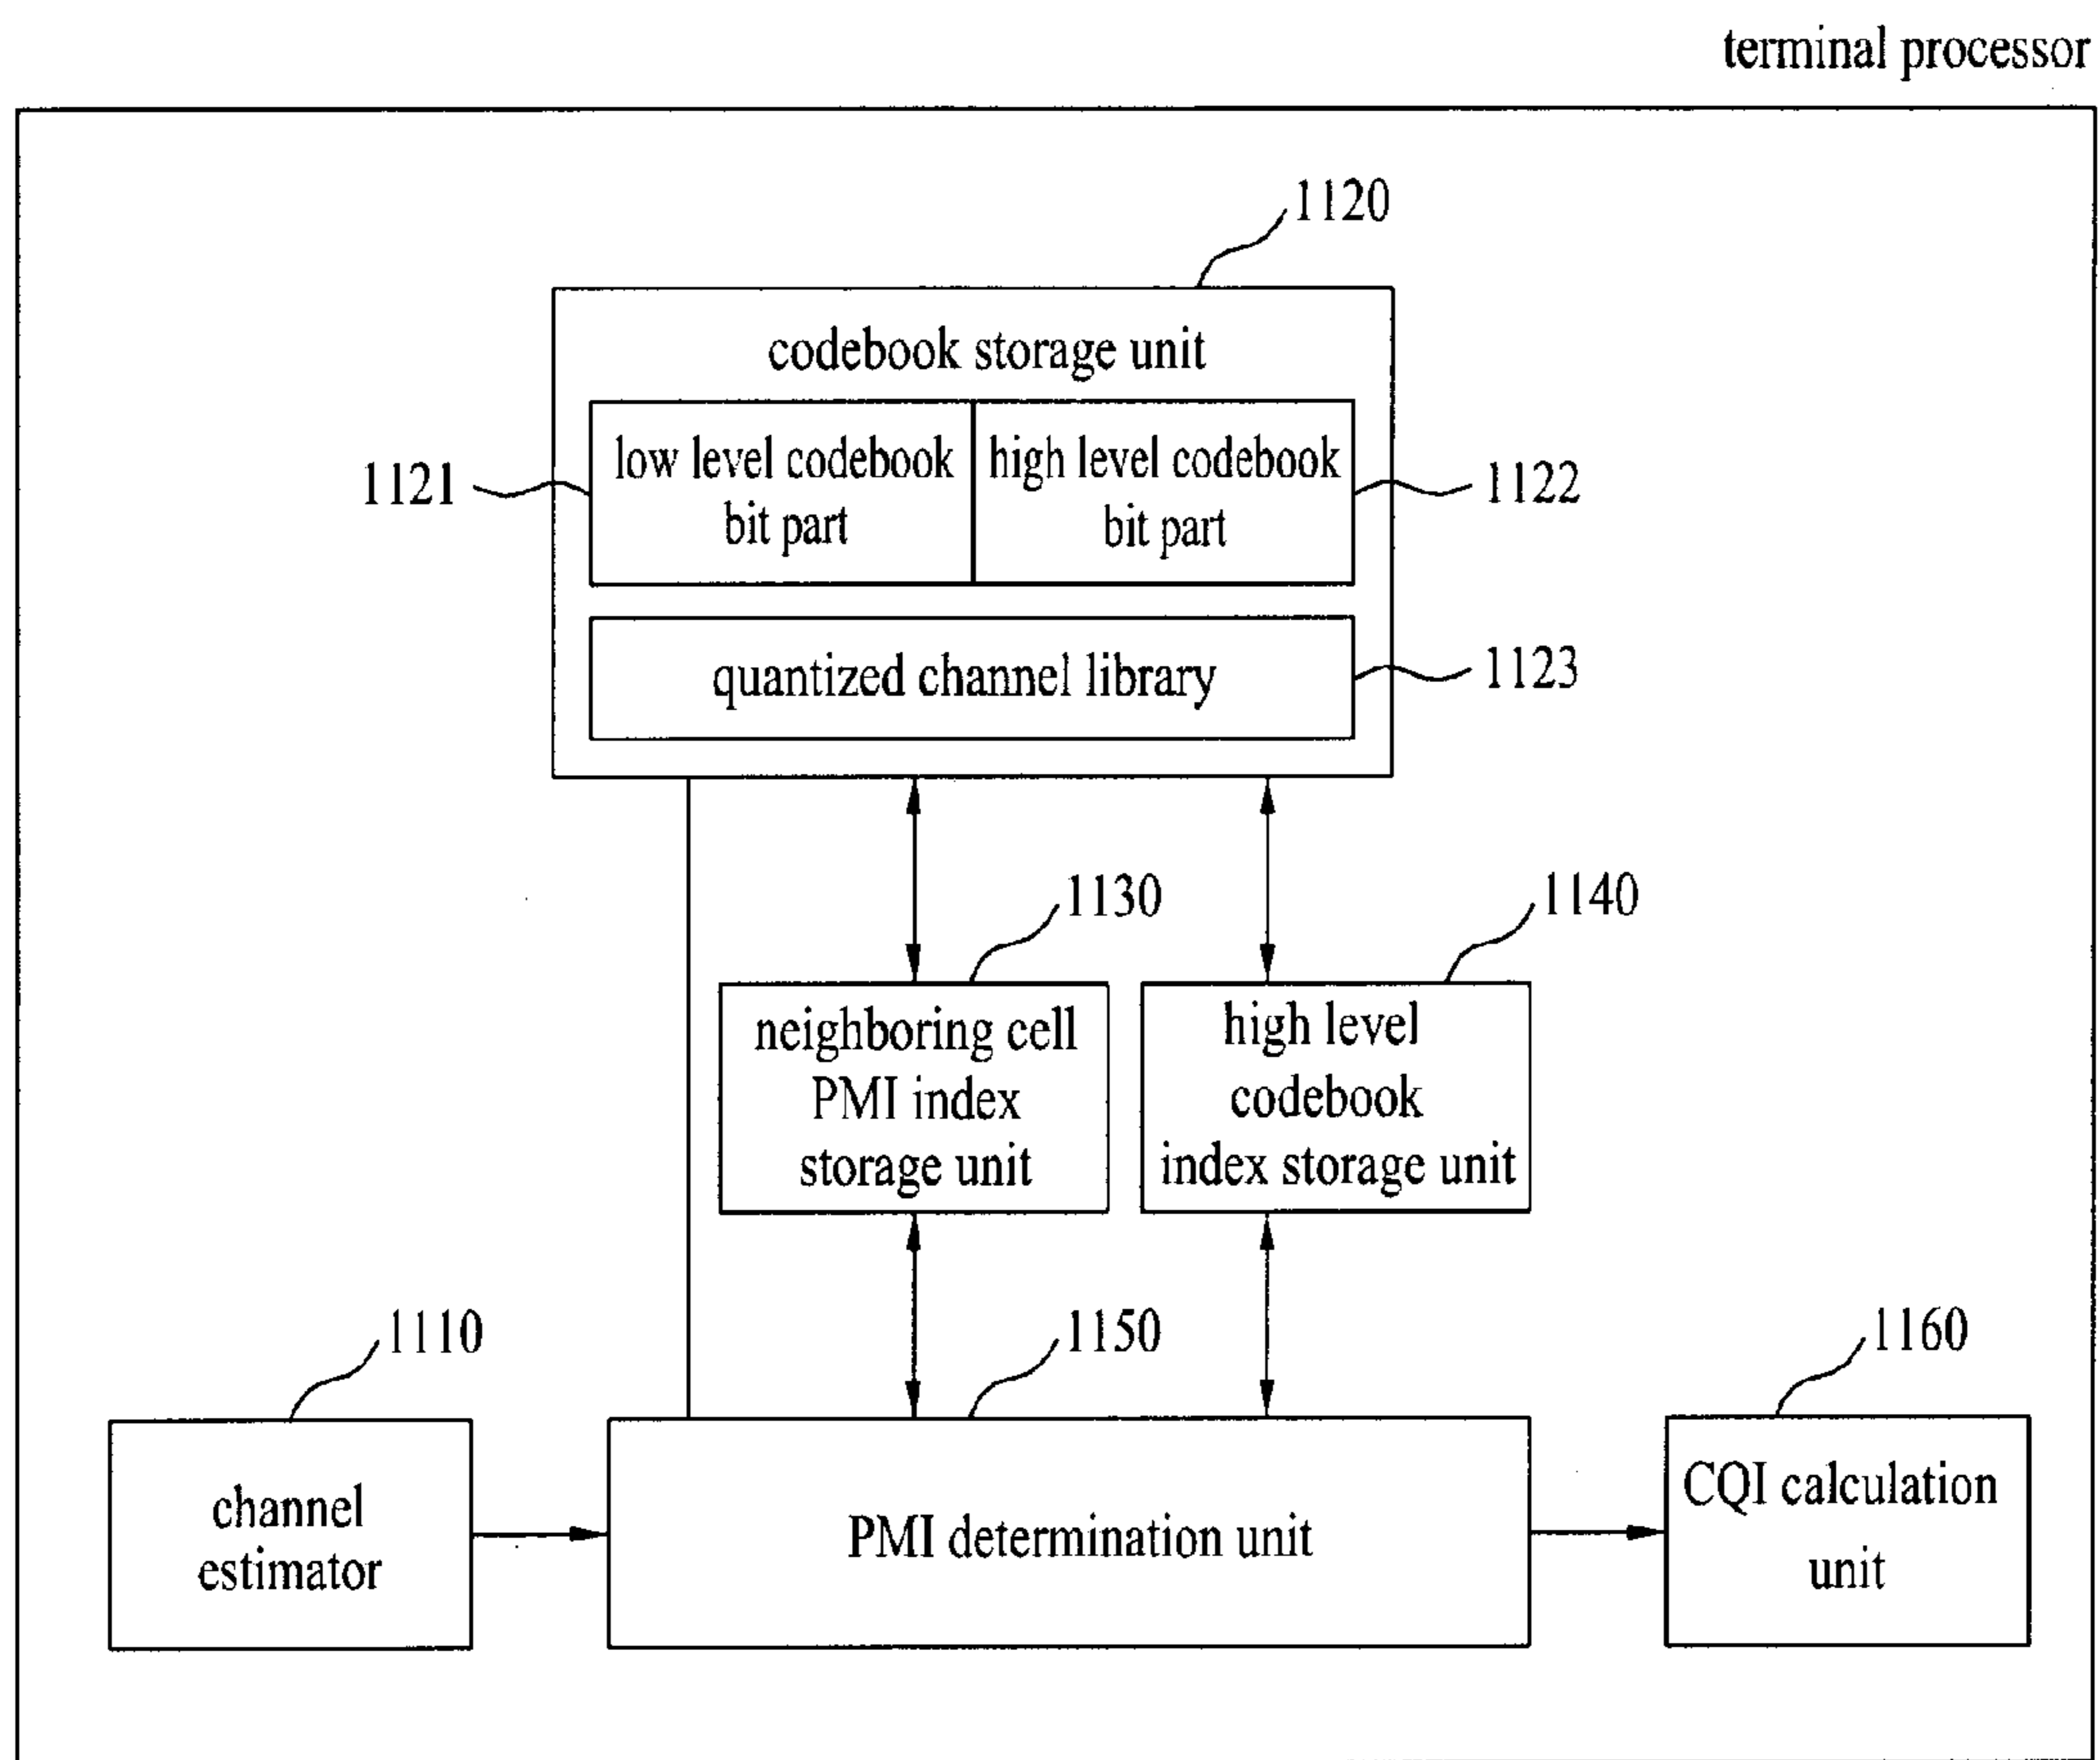 terminal processor
1120
codebook storage unit
low level codebook
bit part
high level codebook
bit part
1121
1122
quantized channel library
1123
1130
1140
neighboring cell
PMI index
storage unit
high level
codebook
index storage unit
1110
1150
1160
channel
estimator
PMI determination unit
CQI calculation
unit